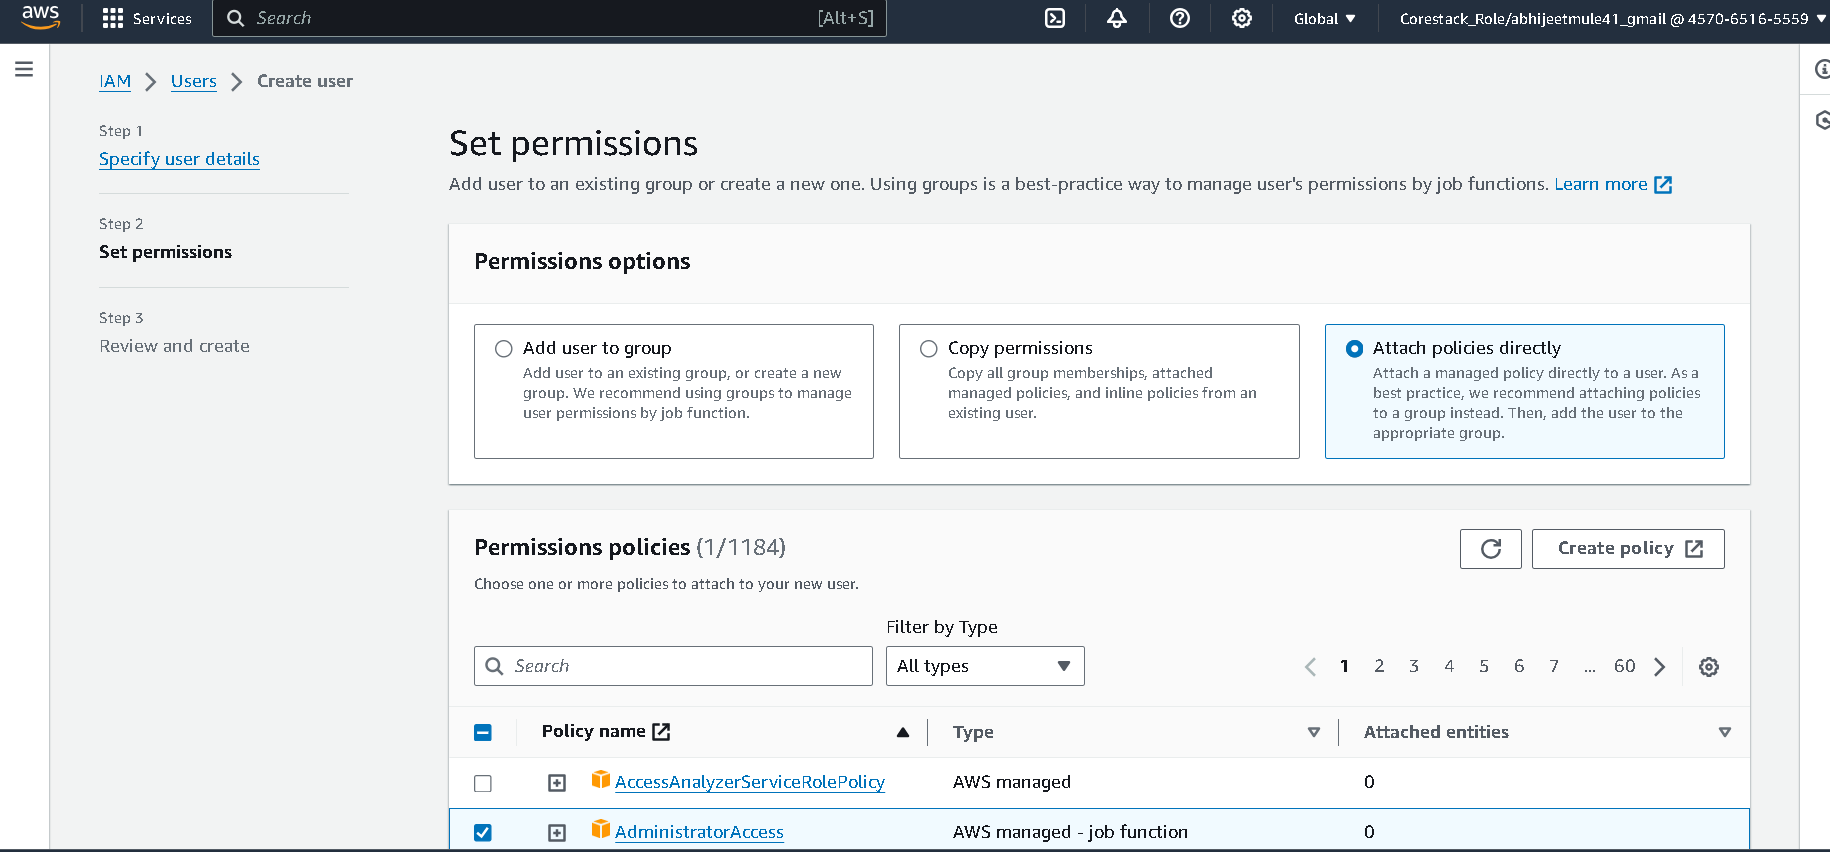 aws
Services
Search
[Alt+S]
Global
Corestack_Role/abhijeetmule41_gmail @ 4570-6516-5559
IAM
Users
Create user
Step 1
Specify user details
Step 2
Set permissions
Step 3
Review and create
Set permissions
Add user to an existing group or create a new one. Using groups is a best-practice way to manage user's permissions by job functions. Learn more
Permissions options
Add user to group
Add user to an existing group, or create a new
group. We recommend using groups to manage
user permissions by job function.
Copy permissions
Copy all group memberships, attached
managed policies, and inline policies from an
existing user.
Attach policies directly
Attach a managed policy directly to a user. As a
best practice, we recommend attaching policies
to a group instead. Then, add the user to the
appropriate group.
Permissions policies (1/1184)
Choose one or more policies to attach to your new user.
Create policy
Filter by Type
Search
All types
1 2 3 4 5 6 7 ... 60
Policy name
Type
Attached entities
AccessAnalyzerServiceRolePolicy
AWS managed
0
AdministratorAccess
AWS managed - job function
0